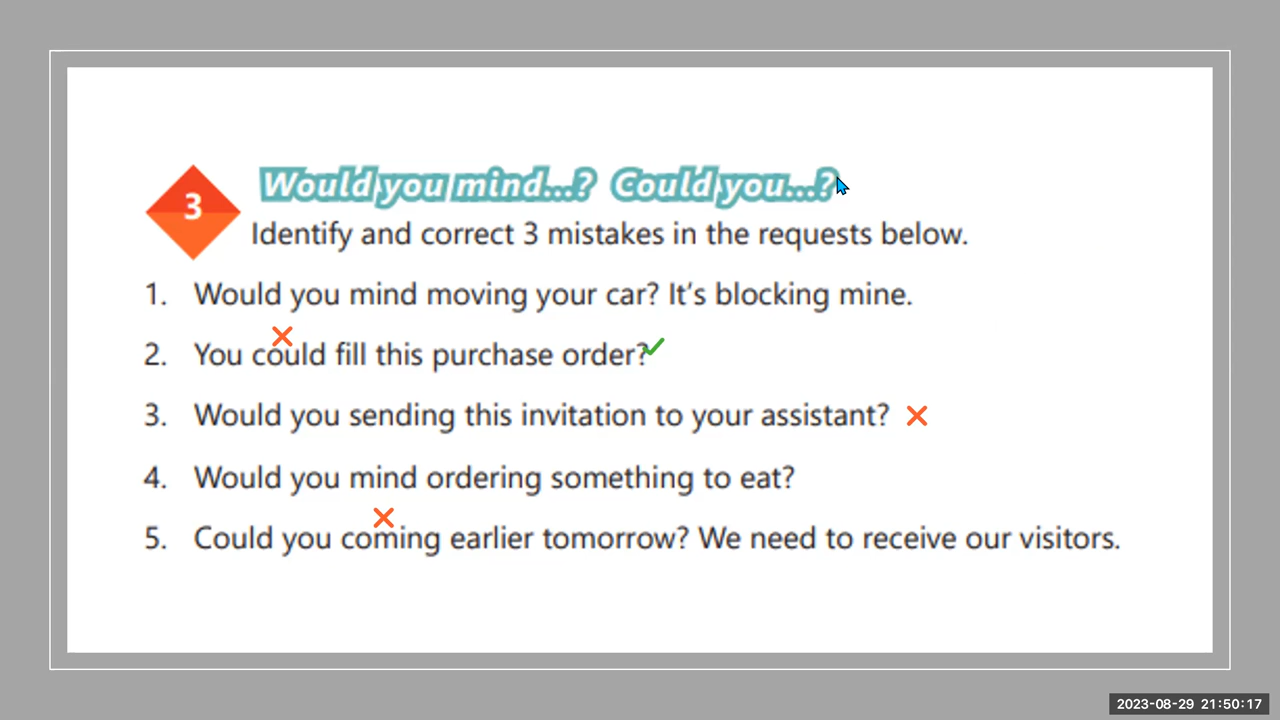 3
Would you mind...? Could you...?
Identify and correct 3 mistakes in the requests below.
1. Would you mind moving your car? It's blocking mine.
2. You could fill this purchase order?
3. Would you sending this invitation to your assistant?
4. Would you mind ordering something to eat?
5. Could you coming earlier tomorrow? We need to receive our visitors.
2023-08-29 21:50:17